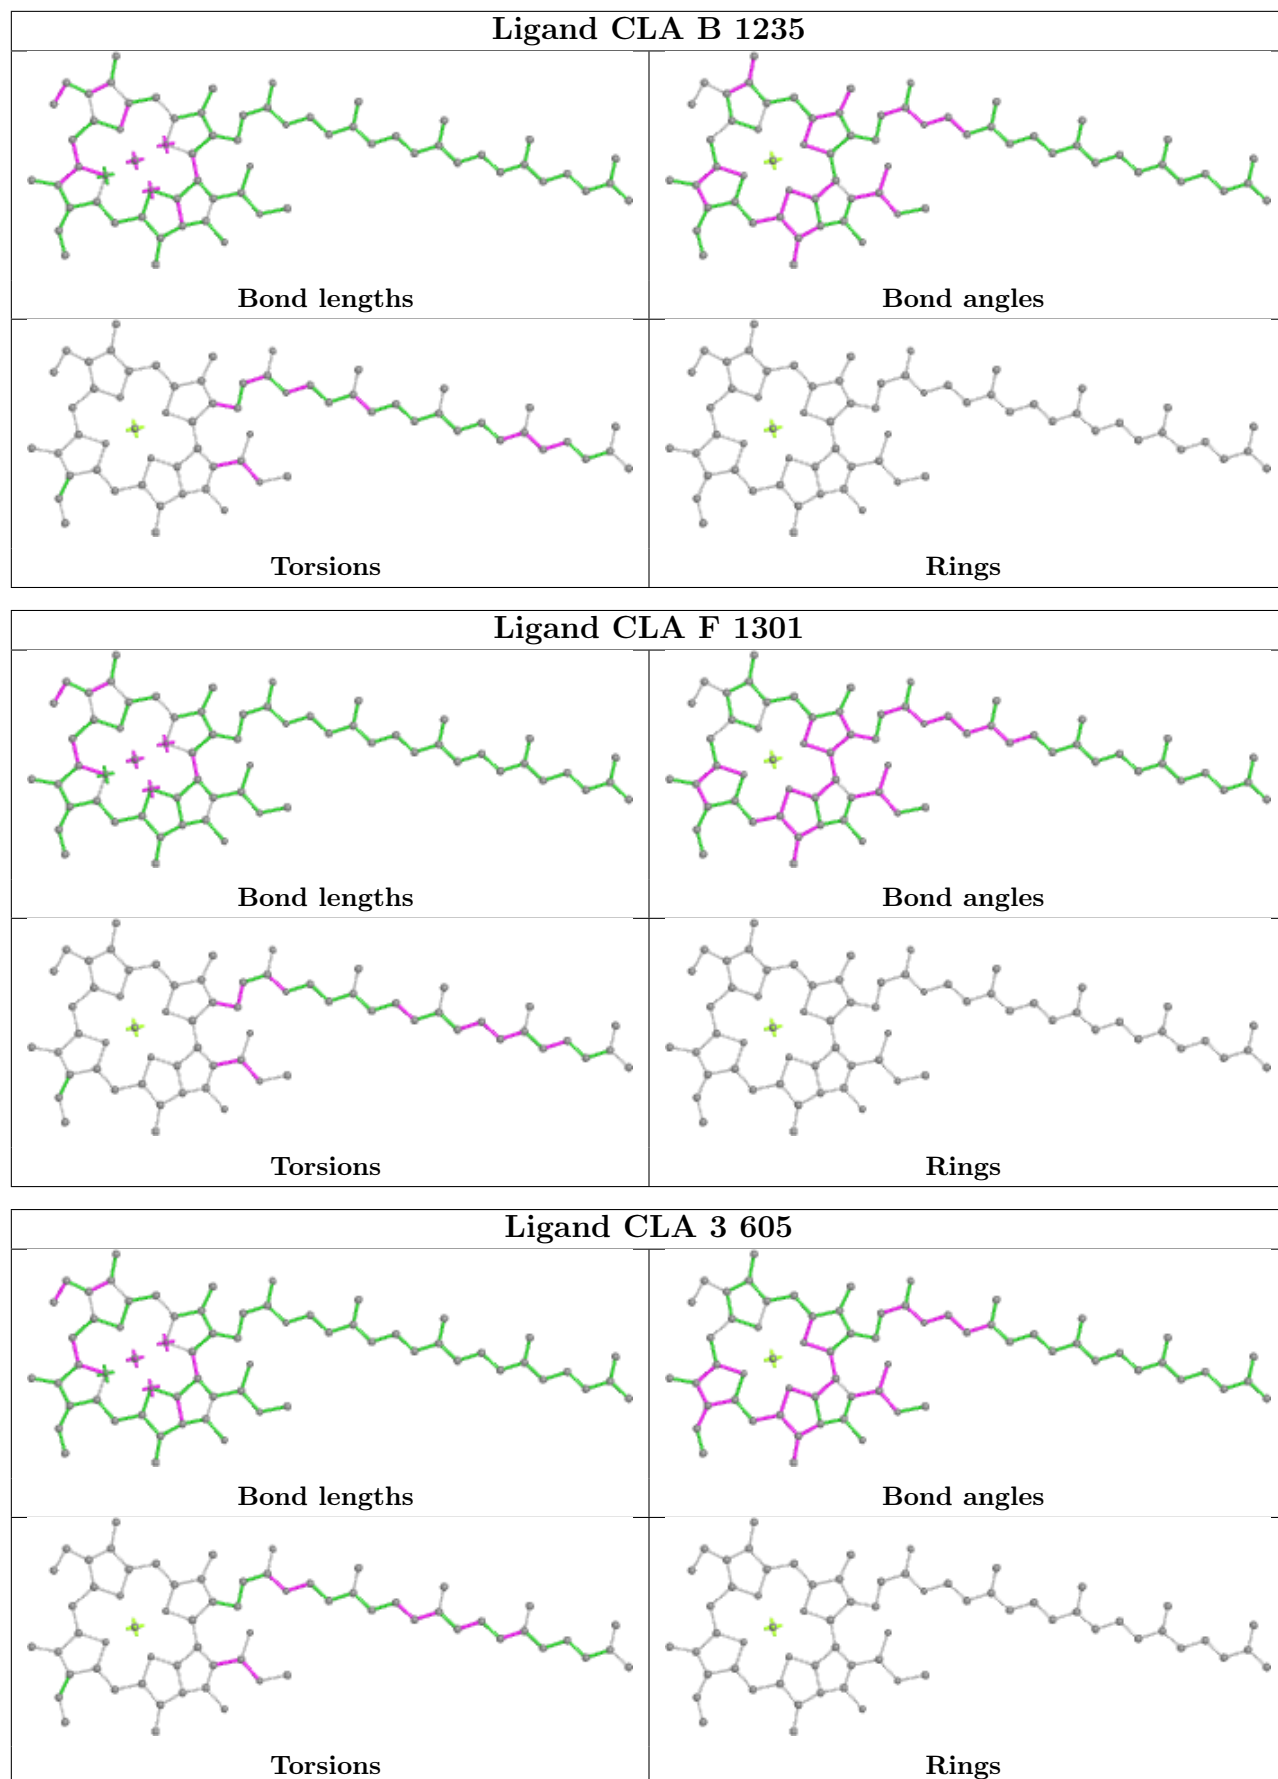 Ligand CLA B 1235
Bond lengths
Bond angles
Torsions
Rings
Ligand CLA F 1301
Bond lengths
Bond angles
Torsions
Rings
Ligand CLA 3 605
Bond lengths
Bond angles
Torsions
Rings